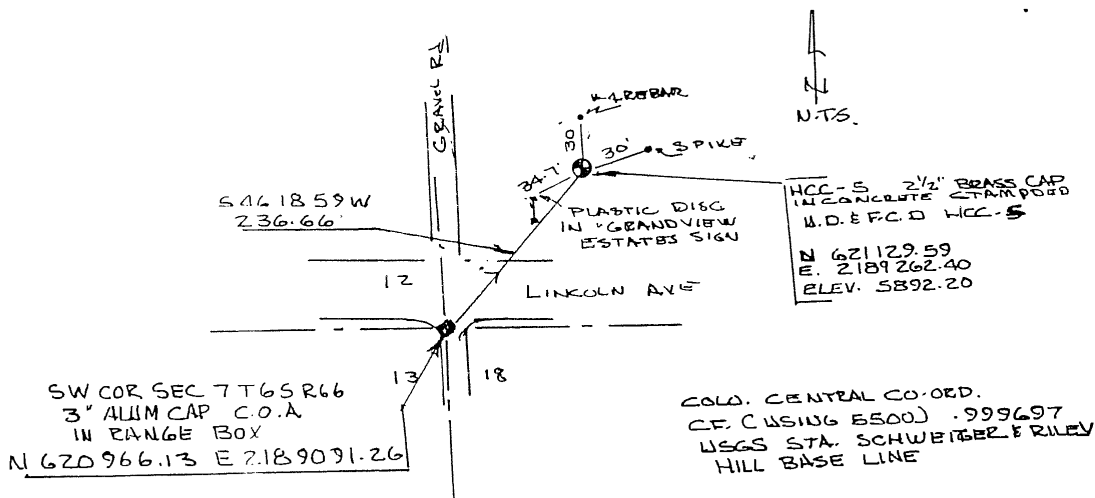 GRAVEL RD
N.T.S.
#4 REBAR
30'
30'
SPIKE
34.7'
S 46 18 59 W
236.66'
PLASTIC DISC
IN "GRANDVIEW
ESTATES SIGN
HCC-5 2½" BRASS CAP
IN CONCRETE STAMPED
U.D. & F.C.D HCC-5
N 621129.59
E. 2189262.40
ELEV. 5892.20
12
LINCOLN AVE
13
18
SW COR SEC 7 T6S R66
3" ALUM CAP C.O.A
IN RANGE BOX
N 620966.13 E 2189091.26
COLO. CENTRAL CO-ORD.
C.F. (USING 5500) .999697
USGS STA. SCHWEITGER & RILEY
HILL BASE LINE